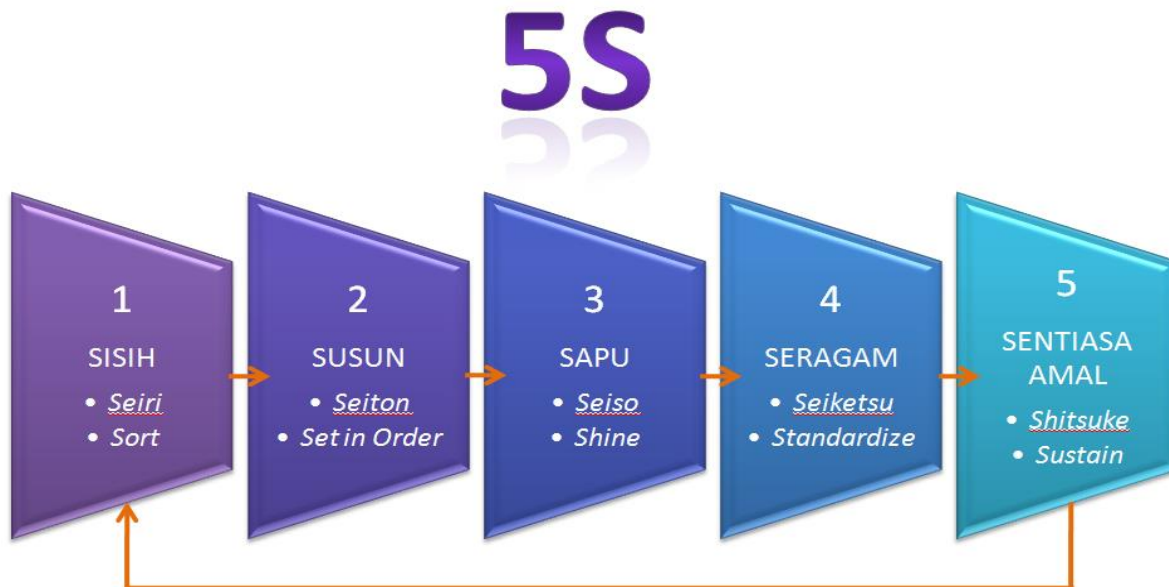 5S
1
SISIH
• Seiri
• Sort
2
SUSUN
• Seiton
• Set in Order
3
SAPU
• Seiso
• Shine
4
SERAGAM
• Seiketsu
• Standardize
5
SENTIASA
AMAL
• Shitsuke
• Sustain